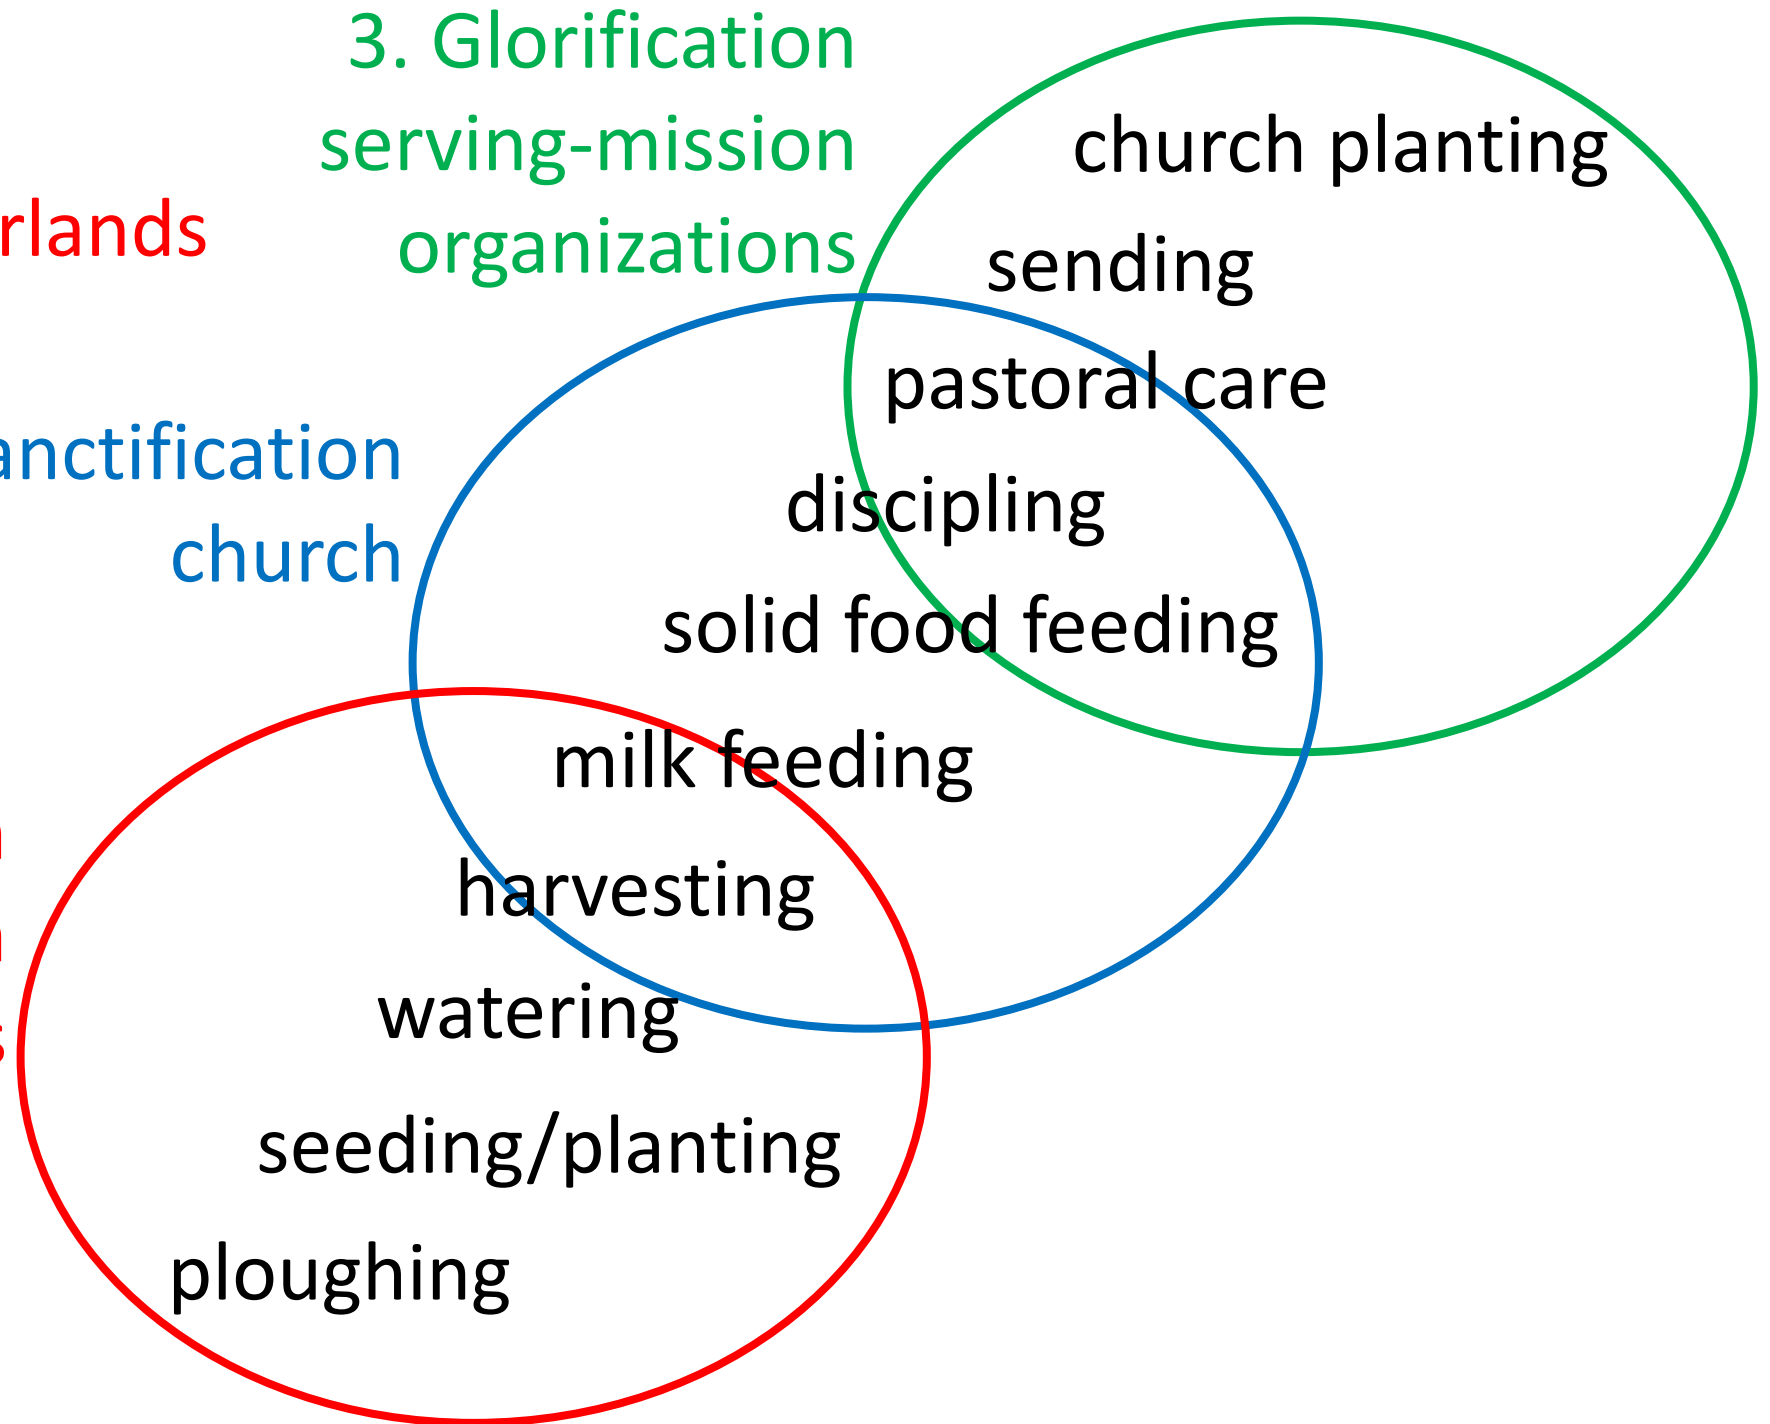 3. Glorification
serving-mission
organizations
church planting
rlands
sending
pastoral care
anctification
church
discipling
solid food feeding
milk feeding
harvesting
watering
seeding/planting
ploughing